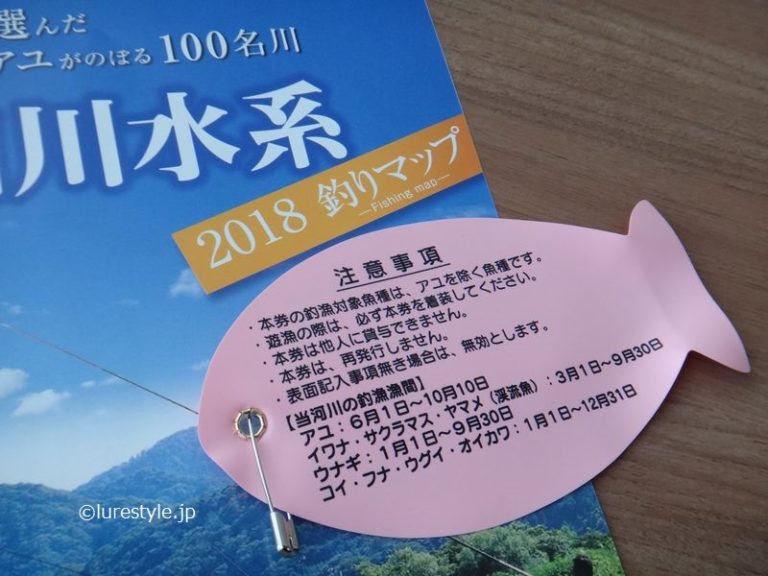 選んだ
アユがのぼる100名川
川水系
2018 釣りマップ
—Fishing map—
注意事項
・本券の釣漁対象魚種は、アユを除く魚種です。
・遊漁の際は、必ず本券を着装してください。
・本券は他人に貸与できません。
・本券は、再発行しません。
・表面記入事項無き場合は、無効とします。
【当河川の釣漁漁間】
アユ：6月1日～10月10日
イワナ・サクラマス・ヤマメ（渓流魚）：3月1日～9月30日
ウナギ：1月1日～9月30日
コイ・フナ・ウグイ・オイカワ：1月1日～12月31日
©lurestyle.jp